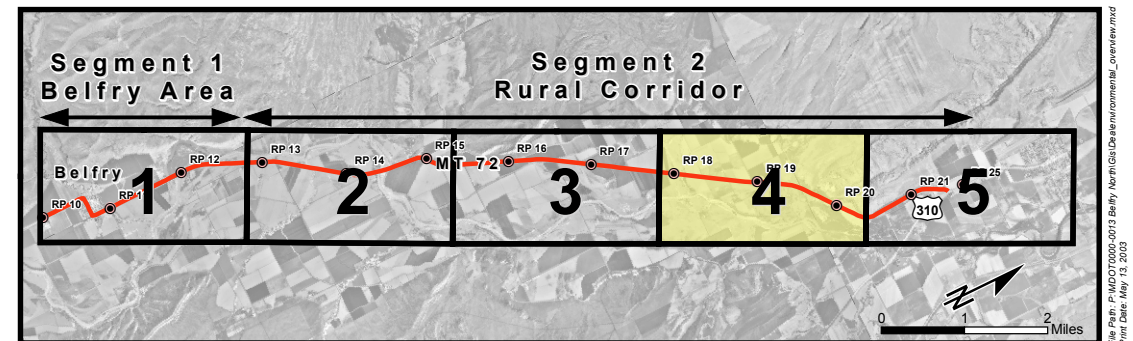 Segment 1
Belfry Area
Segment 2
Rural Corridor
Belfry
RP 10
RP 1
RP 12
RP 13
RP 14
RP 15
MT 72
RP 16
RP 17
RP 18
RP 19
RP 20
RP 21
25
310
1
2
3
4
5
N
0 1 2
Miles
File Path: P:\MDOT0000-0013 Belfry North\Gis\Dea\environmental_overview.mxd
Print Date: May 13, 2003